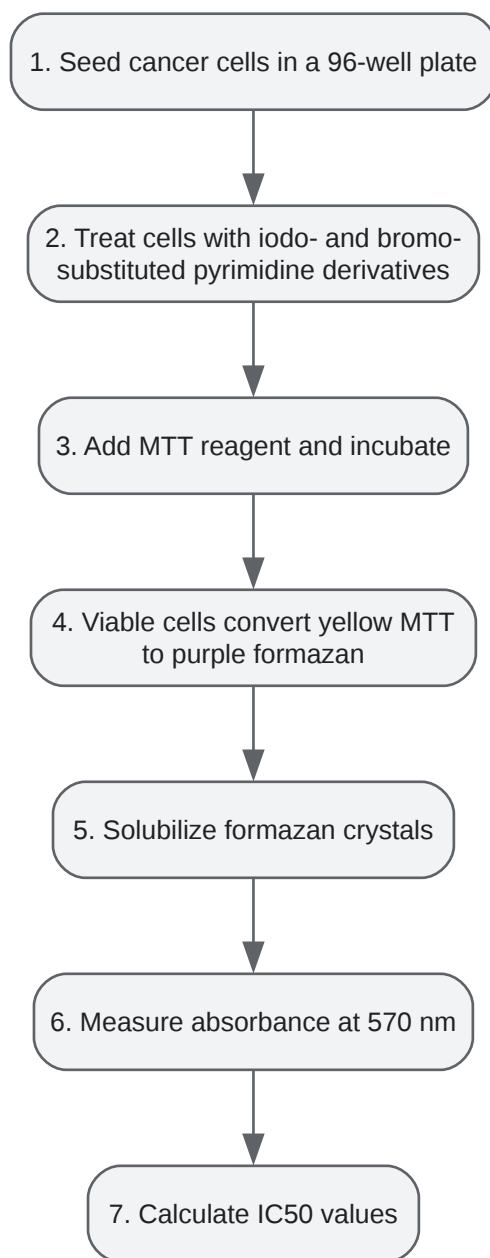 1. Seed cancer cells in a 96-well plate
2. Treat cells with iodo- and bromo-
substituted pyrimidine derivatives
3. Add MTT reagent and incubate
4. Viable cells convert yellow MTT
to purple formazan
5. Solubilize formazan crystals
6. Measure absorbance at 570 nm
7. Calculate IC50 values